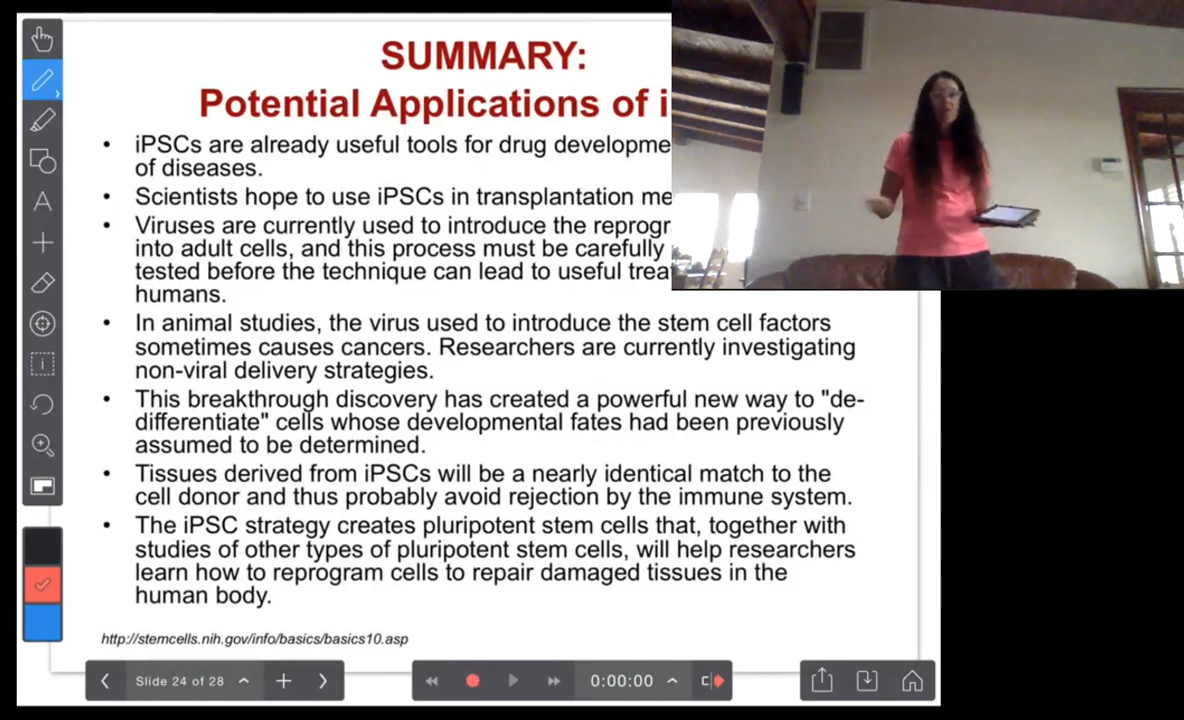 SUMMARY:
Potential Applications of i
• iPSCs are already useful tools for drug developme
of diseases.
• Scientists hope to use iPSCs in transplantation me
• Viruses are currently used to introduce the reprogr
into adult cells, and this process must be carefully
tested before the technique can lead to useful trea
humans.
• In animal studies, the virus used to introduce the stem cell factors
sometimes causes cancers. Researchers are currently investigating
non-viral delivery strategies.
• This breakthrough discovery has created a powerful new way to "de-
differentiate" cells whose developmental fates had been previously
assumed to be determined.
• Tissues derived from iPSCs will be a nearly identical match to the
cell donor and thus probably avoid rejection by the immune system.
• The iPSC strategy creates pluripotent stem cells that, together with
studies of other types of pluripotent stem cells, will help researchers
learn how to reprogram cells to repair damaged tissues in the
human body.
http://stemcells.nih.gov/info/basics/basics10.asp
Slide 24 of 28
0:00:00